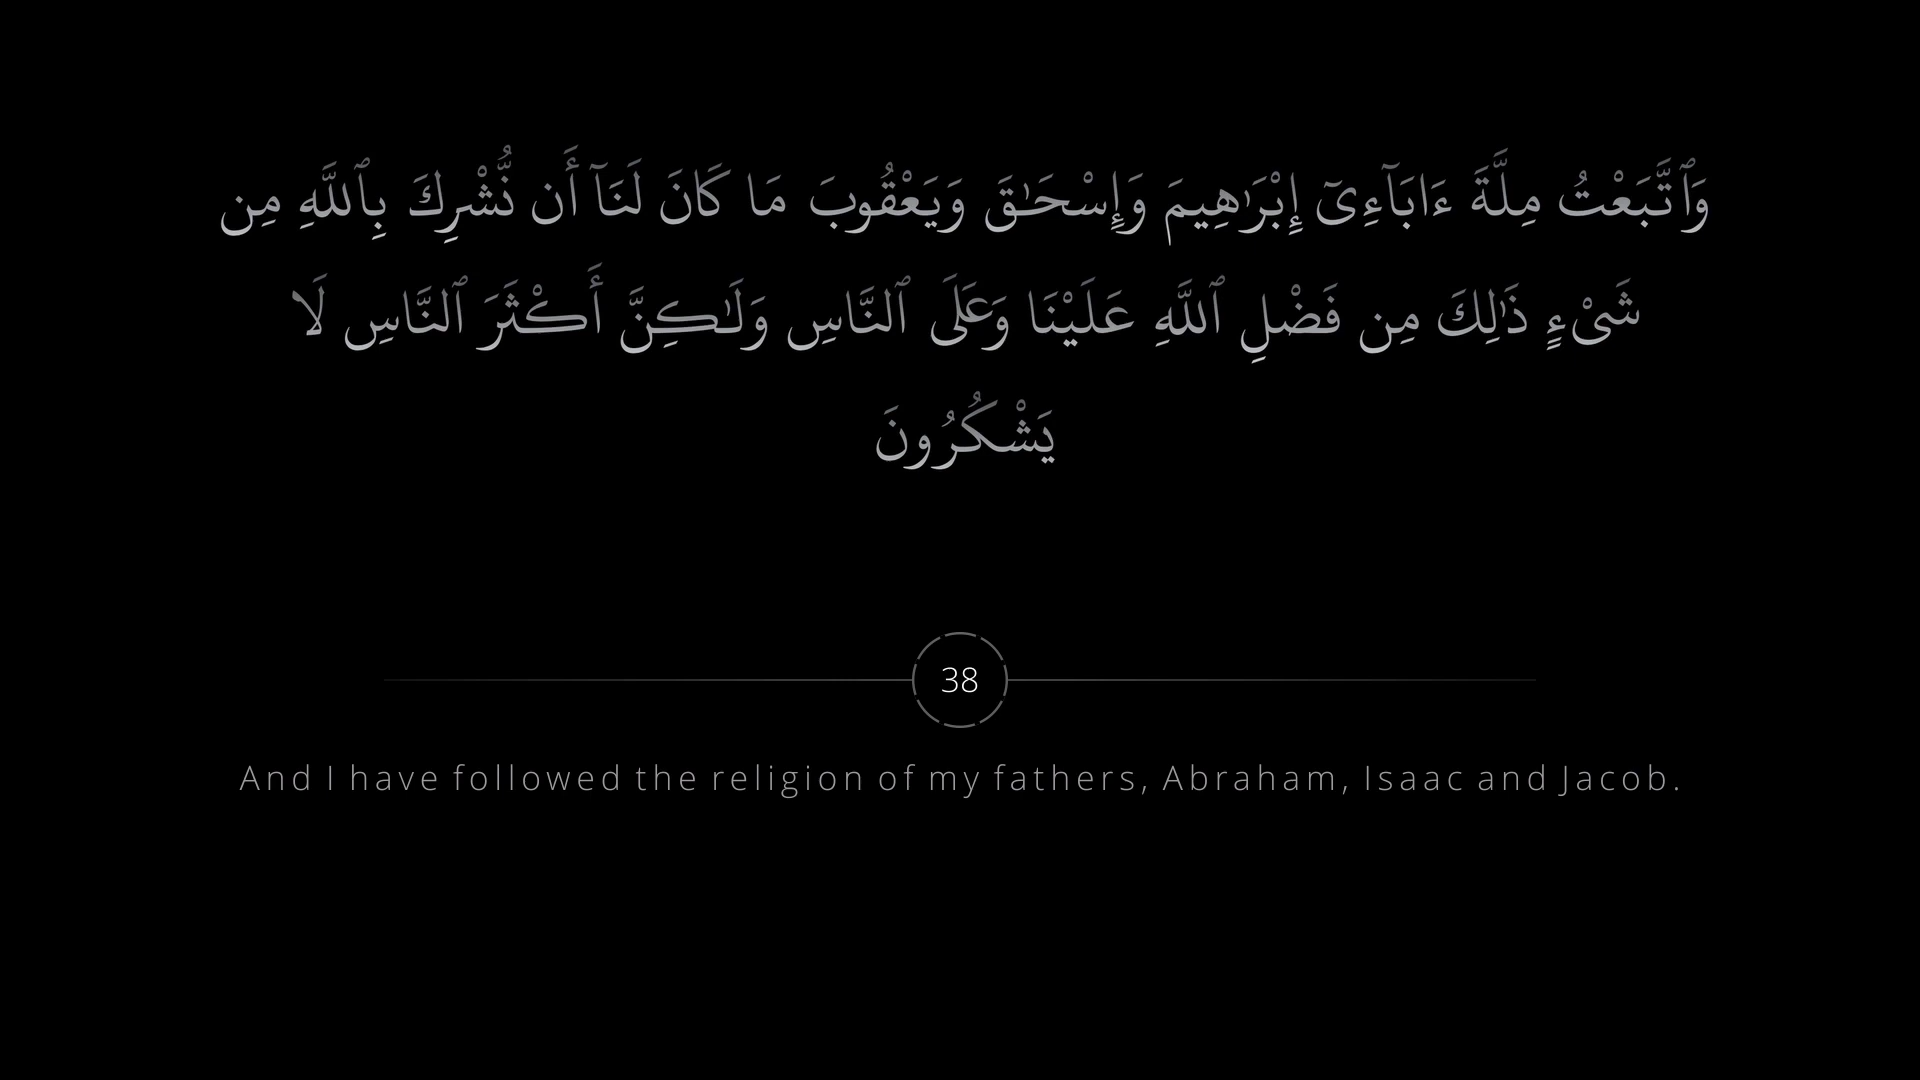 وَٱتَّبَعْتُ مِلَّةَ ءَابَآءِىٓ إِبْرَٰهِيمَ وَإِسْحَـٰقَ وَيَعْقُوبَ مَا كَانَ لَنَآ أَن نُّشْرِكَ بِٱللَّهِ مِن
شَىْءٍ ذَٰلِكَ مِن فَضْلِ ٱللَّهِ عَلَيْنَا وَعَلَى ٱلنَّاسِ وَلَـٰكِنَّ أَكْثَرَ ٱلنَّاسِ لَا
يَشْكُرُونَ
38
And I have followed the religion of my fathers, Abraham, Isaac and Jacob.